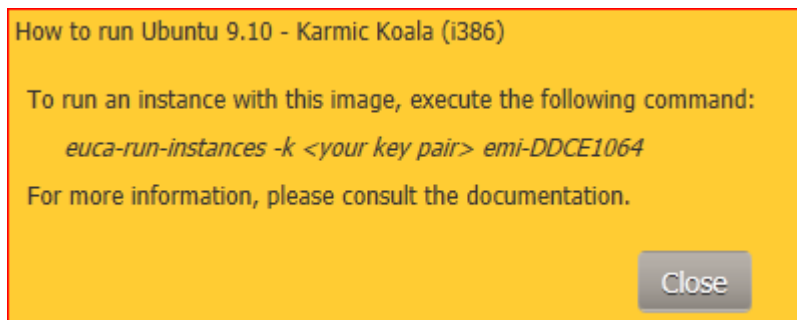 How to run Ubuntu 9.10 - Karmic Koala (i386)
To run an instance with this image, execute the following command:
euca-run-instances -k <your key pair> emi-DDCE1064
For more information, please consult the documentation.
Close